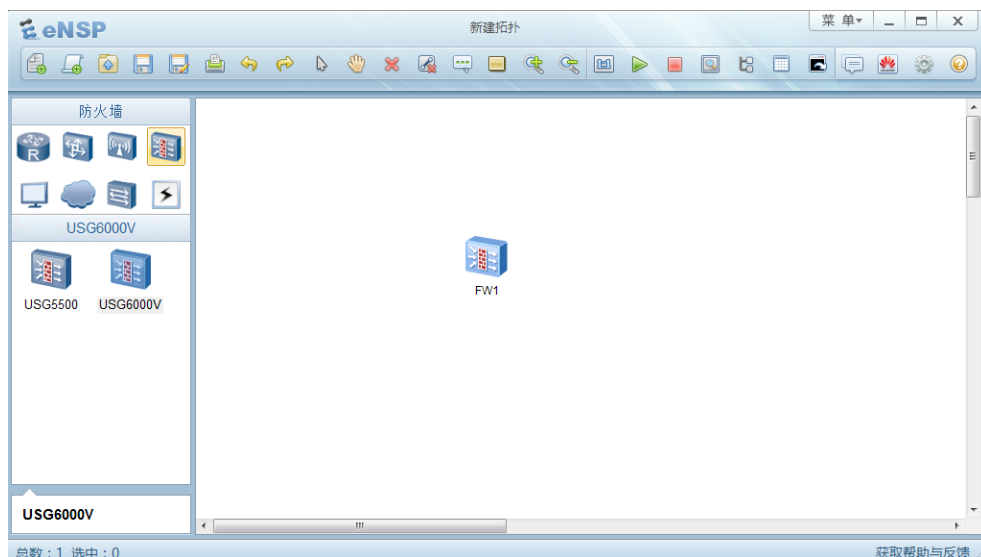 eNSP
新建拓扑
菜 单
防火墙
R
USG6000V
USG5500 USG6000V
FW1
USG6000V
总数：1 选中：0
获取帮助与反馈